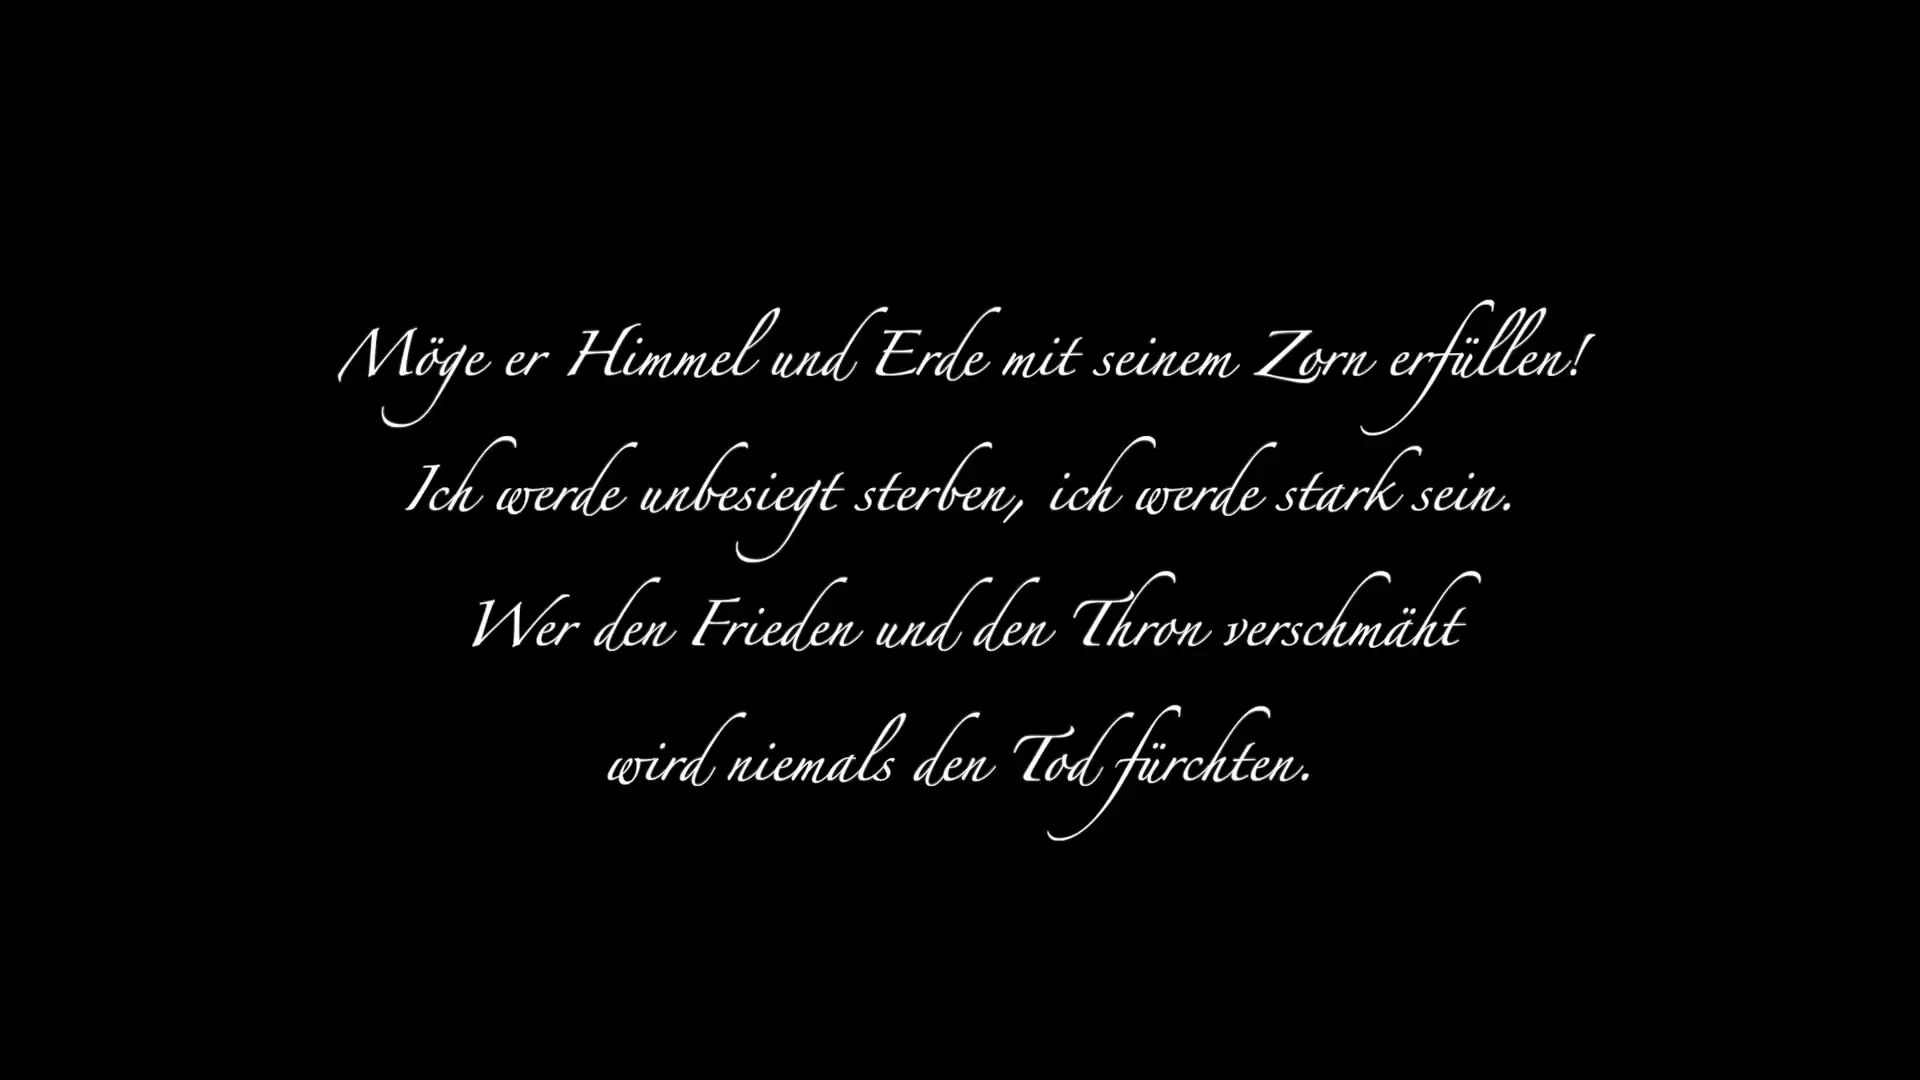 Möge er Himmel und Erde mit seinem Zorn erfüllen!
Ich werde unbesiegt sterben, ich werde stark sein.
Wer den Frieden und den Thron verschmäht
wird niemals den Tod fürchten.